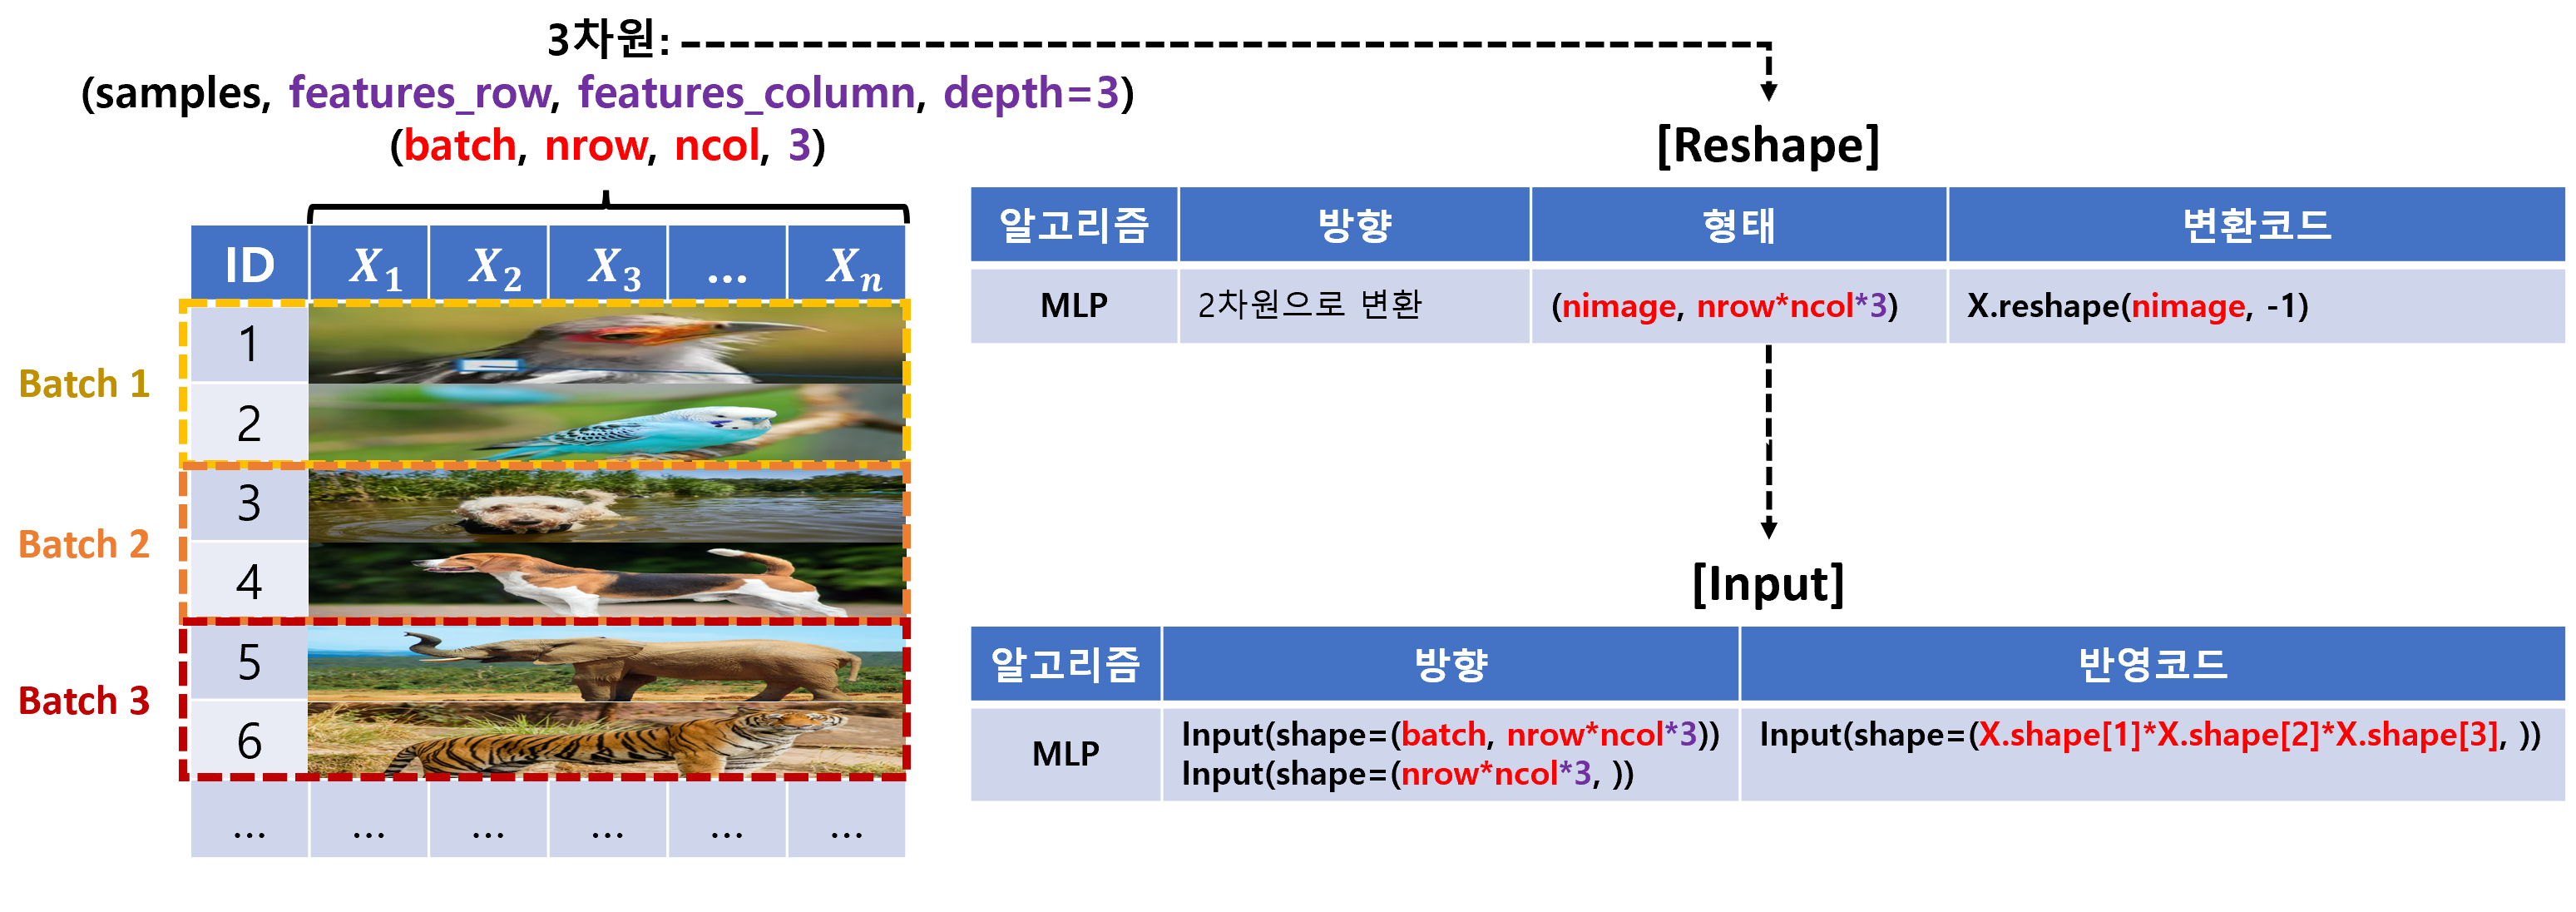 3차원:
(samples, features_row, features_column, depth=3)
(batch, nrow, ncol, 3)
ID X1 X2 X3 ... Xn
Batch 1
1
2
Batch 2
3
4
Batch 3
5
6
... ... ... ... ... ...
[Reshape]
알고리즘 방향 형태 변환코드
MLP 2차원으로 변환 (nimage, nrow*ncol*3) X.reshape(nimage, -1)
[Input]
알고리즘 방향 반영코드
MLP Input(shape=(batch, nrow*ncol*3)) Input(shape=(X.shape[1]*X.shape[2]*X.shape[3], ))
Input(shape=(nrow*ncol*3, ))